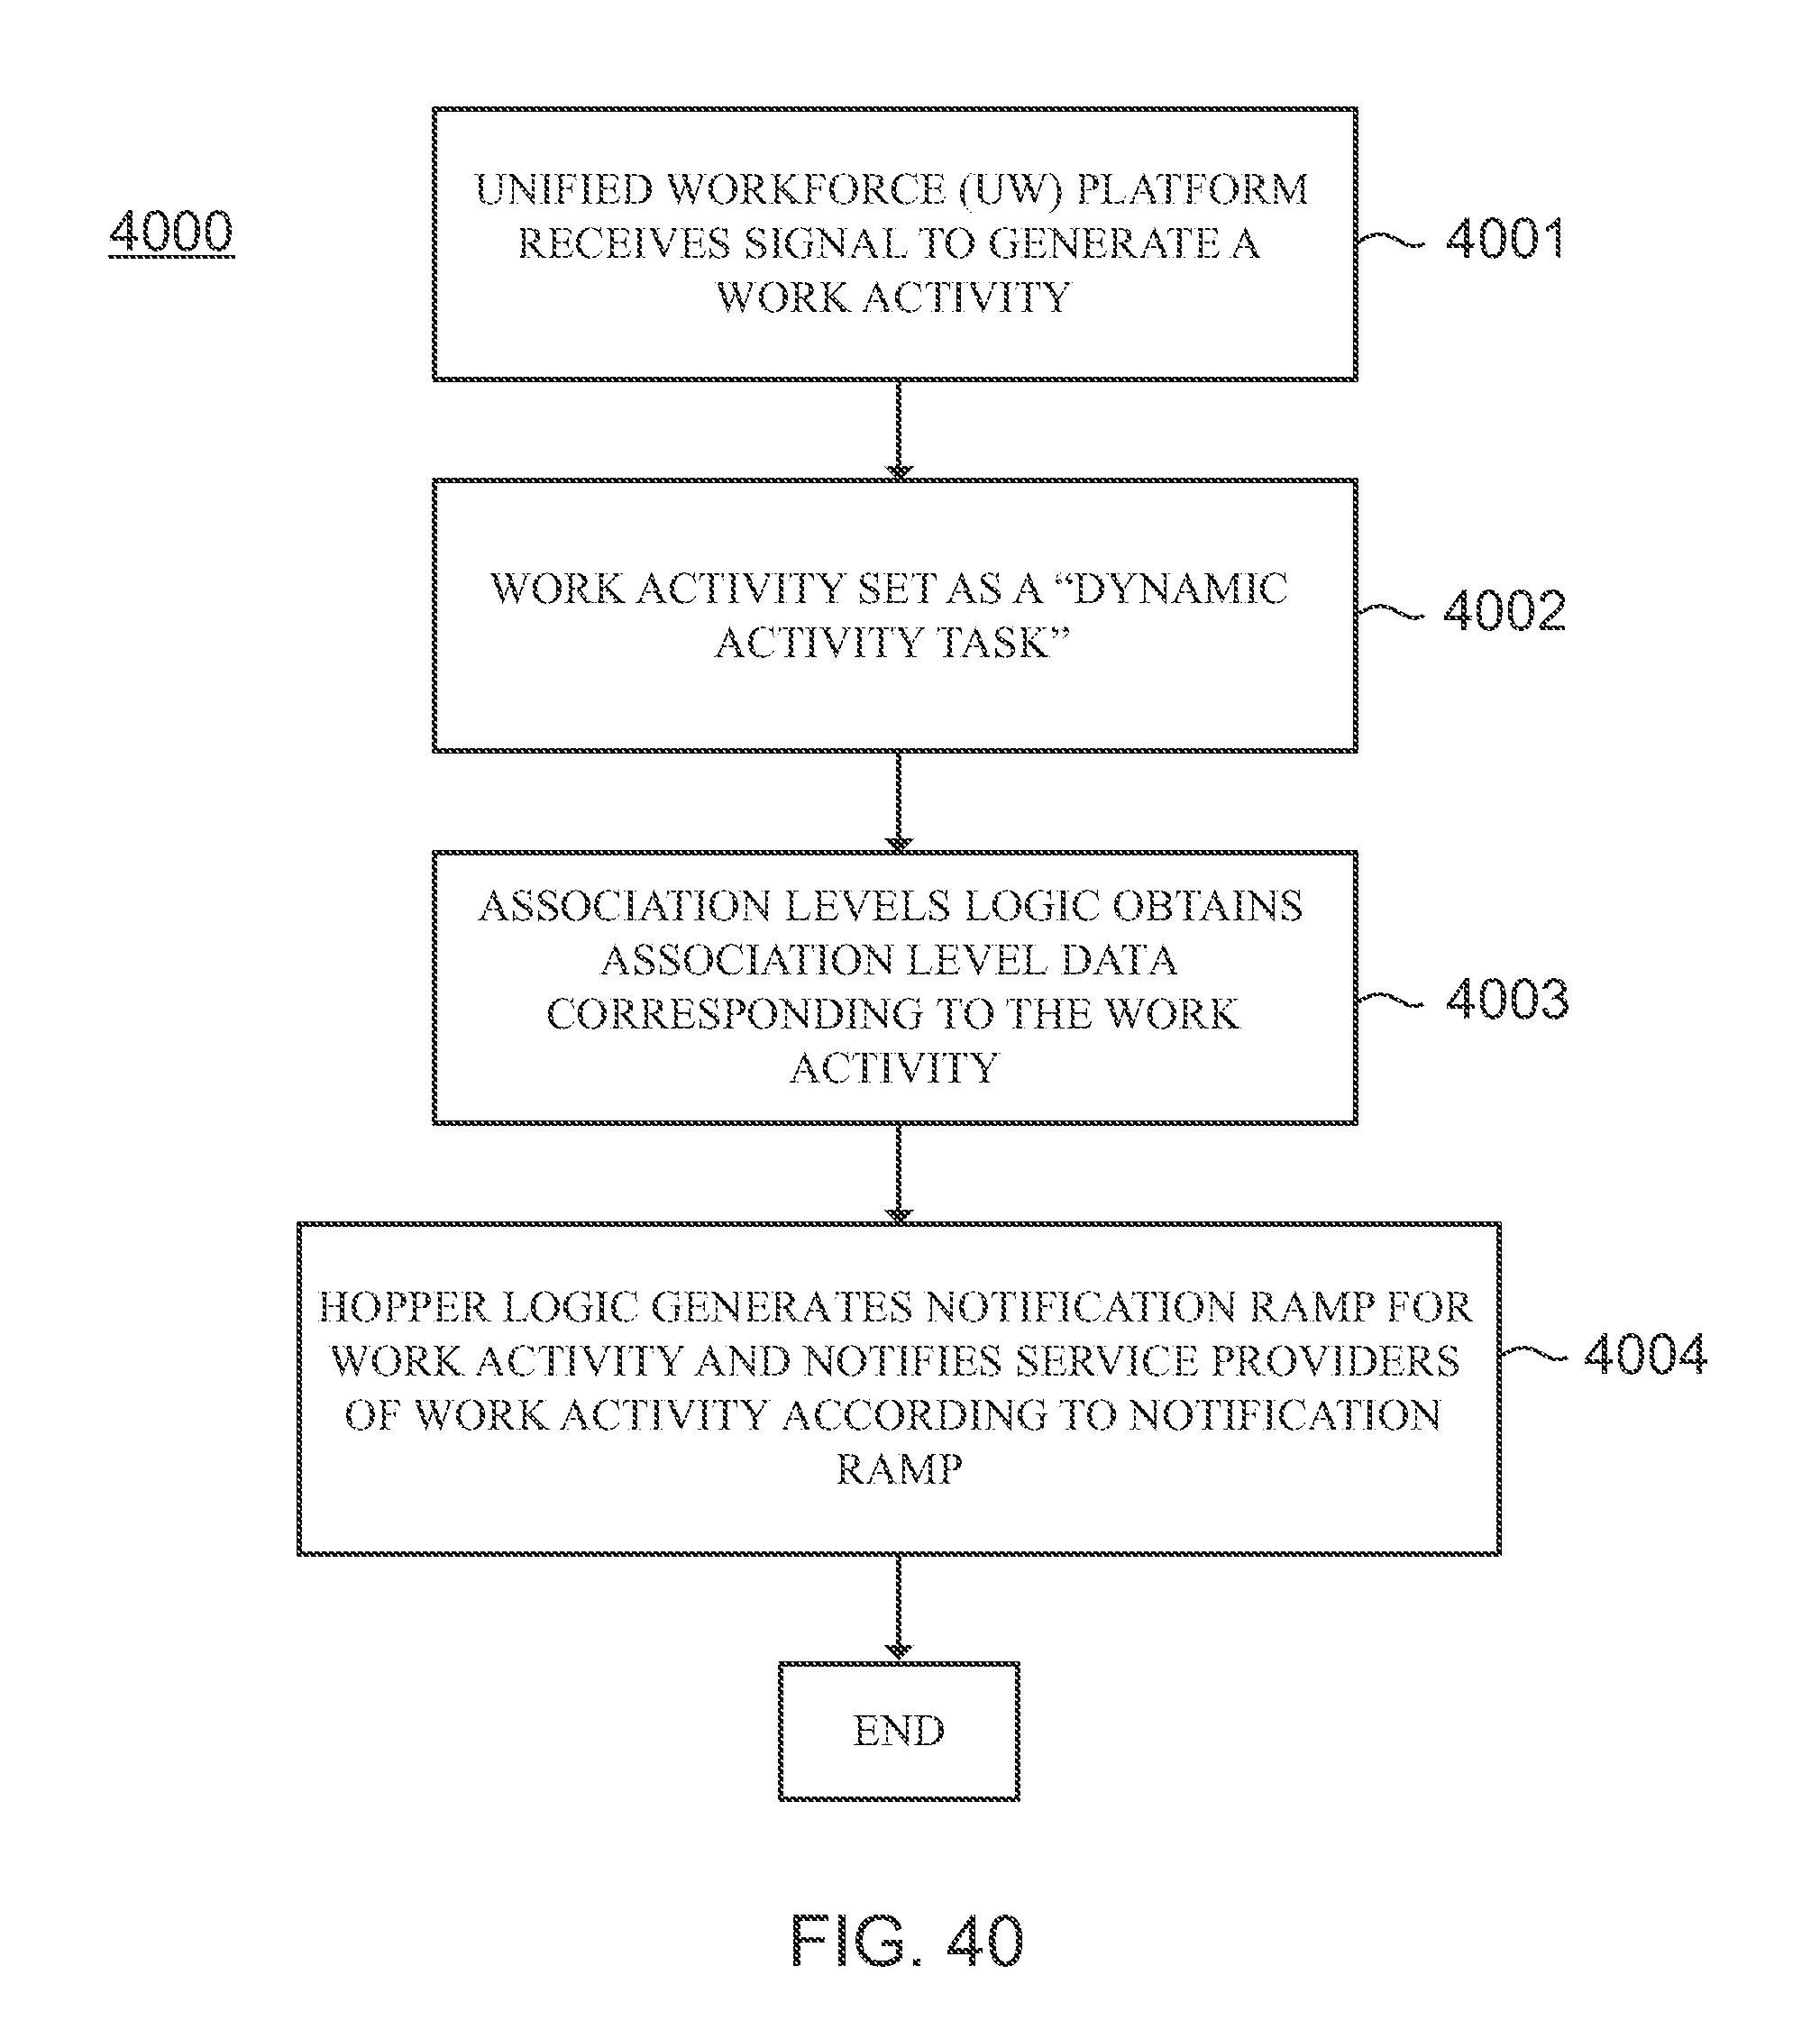 4000
UNIFIED WORKFORCE (UW) PLATFORM
RECEIVES SIGNAL TO GENERATE A
WORK ACTIVITY
4001
WORK ACTIVITY SET AS A “DYNAMIC
ACTIVITY TASK”
4002
ASSOCIATION LEVELS LOGIC OBTAINS
ASSOCIATION LEVEL DATA
CORRESPONDING TO THE WORK
ACTIVITY
4003
HOPPER LOGIC GENERATES NOTIFICATION RAMP FOR
WORK ACTIVITY AND NOTIFIES SERVICE PROVIDERS
OF WORK ACTIVITY ACCORDING TO NOTIFICATION
RAMP
4004
END
FIG. 40